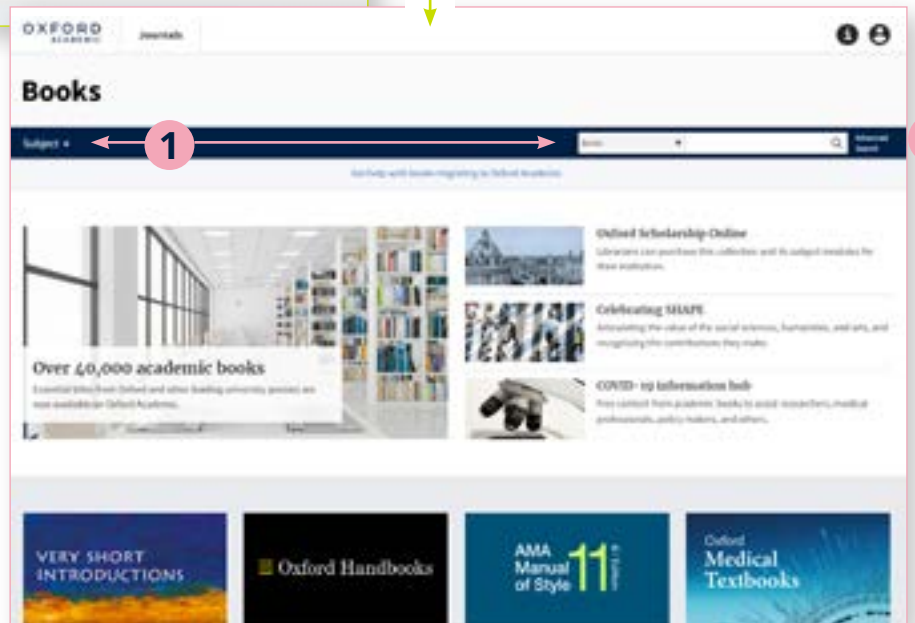 OXFORD
ACADEMIC
Journals
Books
Subject
1
Books
Advanced
Search
Get help with books migrating to Oxford Academic
Over 40,000 academic books
Essential titles from Oxford and other leading university presses are
now available on Oxford Academic.
Oxford Scholarship Online
Librarians can purchase this collection and its subject modules for
their institution.
Celebrating SHAPE
Articulating the value of the social sciences, humanities, and arts, and
recognising the contributions they make.
COVID-19 information hub
Free content from academic books to assist researchers, medical
professionals, policy makers, and others.
VERY SHORT
INTRODUCTIONS
Oxford Handbooks
AMA
Manual
of Style
11
Edition
Oxford
Medical
Textbooks